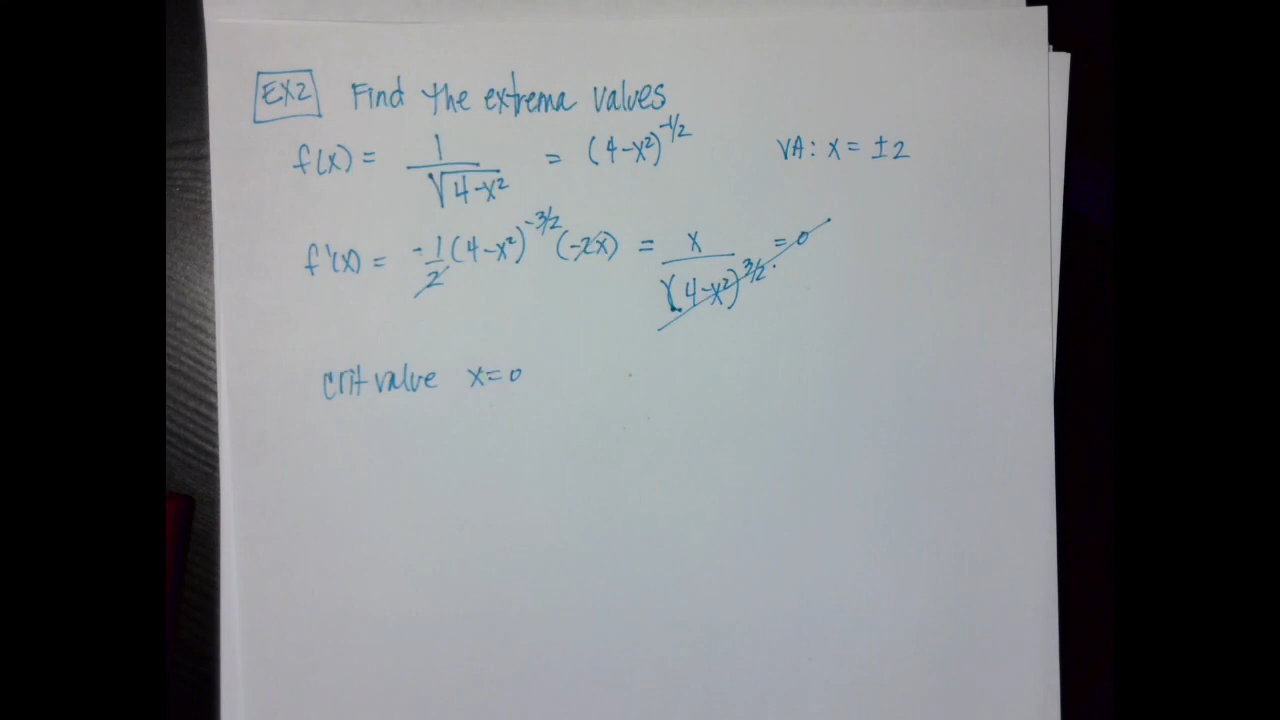 EX2 Find the extrema values
f(x) = 1/√(4-x²) = (4-x²)^(-1/2) VA: x = ±2
f'(x) = -1/2 (4-x²)^(-3/2) (-2x) = x/(4-x²)^(3/2) = 0
crit value x=0